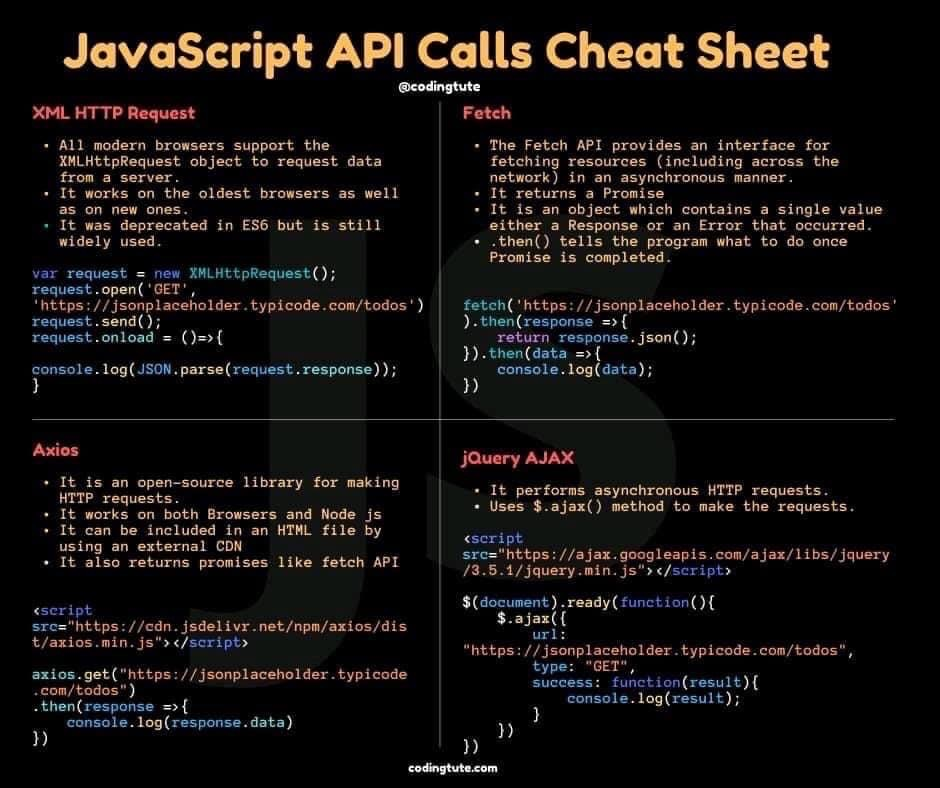 JavaScript API Calls Cheat Sheet
@codingtute
XML HTTP Request
• All modern browsers support the
XMLHttpRequest object to request data
from a server.
• It works on the oldest browsers as well
as on new ones.
• It was deprecated in ES6 but is still
widely used.
var request = new XMLHttpRequest();
request.open('GET',
'https://jsonplaceholder.typicode.com/todos')
request.send();
request.onload = ()=>{
console.log(JSON.parse(request.response));
}
Fetch
• The Fetch API provides an interface for
fetching resources (including across the
network) in an asynchronous manner.
• It returns a Promise
• It is an object which contains a single value
either a Response or an Error that occurred.
• .then() tells the program what to do once
Promise is completed.
fetch('https://jsonplaceholder.typicode.com/todos'
).then(response =>{
return response.json();
}).then(data =>{
console.log(data);
})
Axios
• It is an open-source library for making
HTTP requests.
• It works on both Browsers and Node js
• It can be included in an HTML file by
using an external CDN
• It also returns promises like fetch API
<script
src="https://cdn.jsdelivr.net/npm/axios/dis
t/axios.min.js"></script>
axios.get("https://jsonplaceholder.typicode
.com/todos")
.then(response =>{
console.log(response.data)
})
jQuery AJAX
• It performs asynchronous HTTP requests.
• Uses $.ajax() method to make the requests.
<script
src="https://ajax.googleapis.com/ajax/libs/jquery
/3.5.1/jquery.min.js"></script>
$(document).ready(function(){
$.ajax({
url:
"https://jsonplaceholder.typicode.com/todos",
type: "GET",
success: function(result){
console.log(result);
}
})
})
codingtute.com
JS